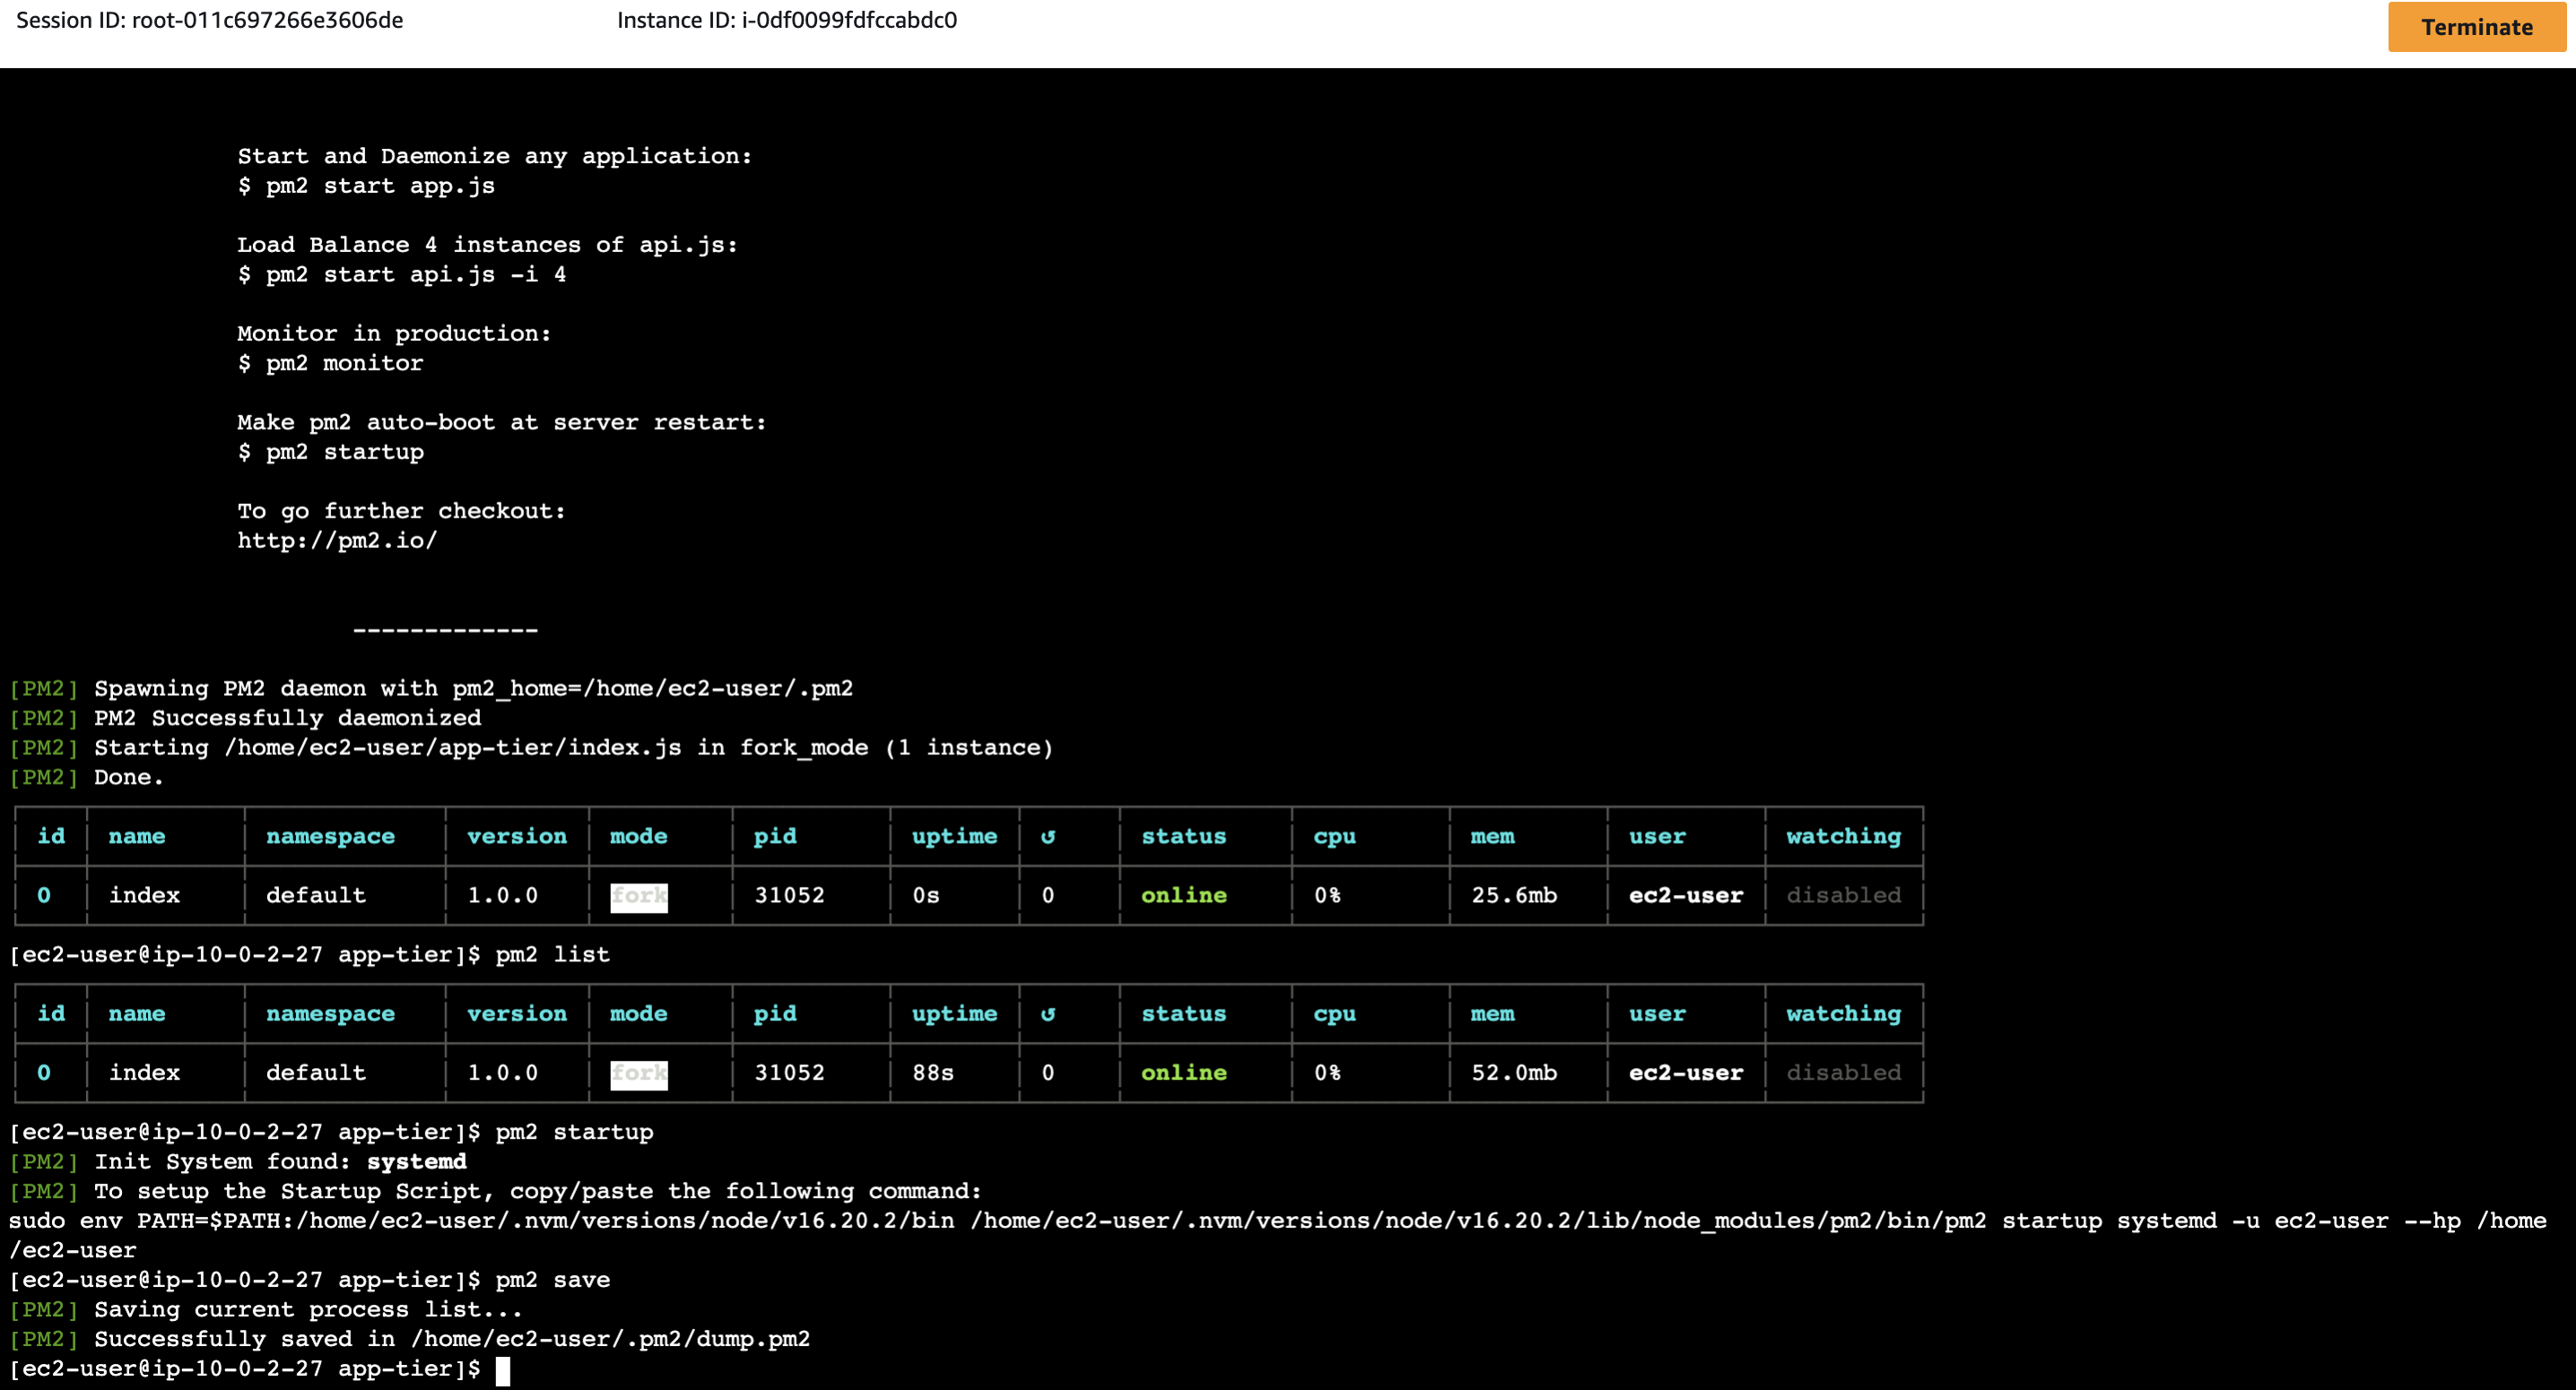 Session ID: root-011c697266e3606de Instance ID: i-0df0099fdfccabdc0 Terminate
Start and Daemonize any application:
$ pm2 start app.js
Load Balance 4 instances of api.js:
$ pm2 start api.js -i 4
Monitor in production:
$ pm2 monitor
Make pm2 auto-boot at server restart:
$ pm2 startup
To go further checkout:
http://pm2.io/
-------------
[PM2] Spawning PM2 daemon with pm2_home=/home/ec2-user/.pm2
[PM2] PM2 Successfully daemonized
[PM2] Starting /home/ec2-user/app-tier/index.js in fork_mode (1 instance)
[PM2] Done.
id name namespace version mode pid uptime ↺ status cpu mem user watching
0 index default 1.0.0 fork 31052 0s 0 online 0% 25.6mb ec2-user disabled
[ec2-user@ip-10-0-2-27 app-tier]$ pm2 list
id name namespace version mode pid uptime ↺ status cpu mem user watching
0 index default 1.0.0 fork 31052 88s 0 online 0% 52.0mb ec2-user disabled
[ec2-user@ip-10-0-2-27 app-tier]$ pm2 startup
[PM2] Init System found: systemd
[PM2] To setup the Startup Script, copy/paste the following command:
sudo env PATH=$PATH:/home/ec2-user/.nvm/versions/node/v16.20.2/bin /home/ec2-user/.nvm/versions/node/v16.20.2/lib/node_modules/pm2/bin/pm2 startup systemd -u ec2-user --hp /home
/ec2-user
[ec2-user@ip-10-0-2-27 app-tier]$ pm2 save
[PM2] Saving current process list...
[PM2] Successfully saved in /home/ec2-user/.pm2/dump.pm2
[ec2-user@ip-10-0-2-27 app-tier]$